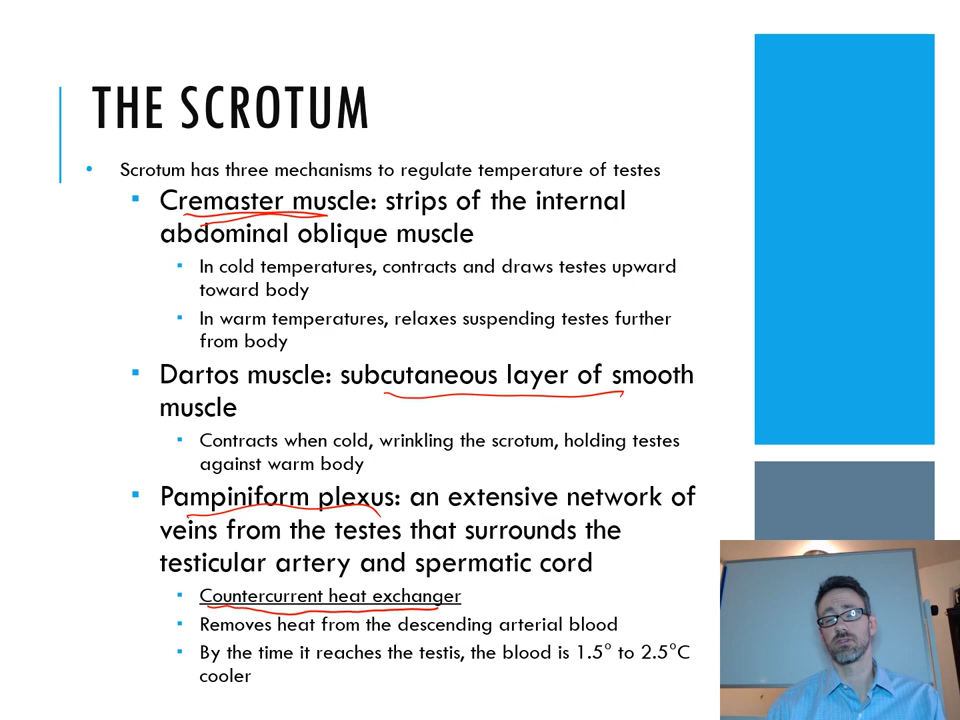 THE SCROTUM
• Scrotum has three mechanisms to regulate temperature of testes
▪ Cremaster muscle: strips of the internal
abdominal oblique muscle
▪ In cold temperatures, contracts and draws testes upward
toward body
▪ In warm temperatures, relaxes suspending testes further
from body
▪ Dartos muscle: subcutaneous layer of smooth
muscle
▪ Contracts when cold, wrinkling the scrotum, holding testes
against warm body
▪ Pampiniform plexus: an extensive network of
veins from the testes that surrounds the
testicular artery and spermatic cord
▪ Countercurrent heat exchanger
▪ Removes heat from the descending arterial blood
▪ By the time it reaches the testis, the blood is 1.5° to 2.5°C
cooler